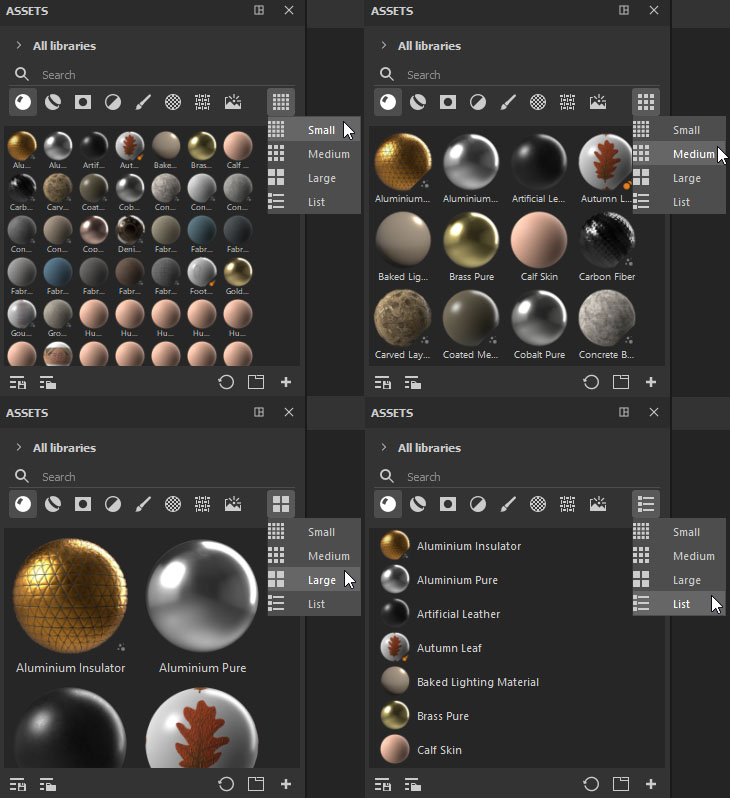 ASSETS
All libraries
Search
Small
Medium
Large
List
Alu... Alu... Artif... Aut... Bake... Bras... Calf ...
Carb... Carv... Coat... Cob... Con... Con... Con...
Con... Con... Cop... Deni... Fabr... Fabr... Fabr...
Fabr... Fabr... Fabr... Fabr... Fabr... Foot... Gold...
Gou... Gro... Hu... Hu... Hu... Hu... Hu...
ASSETS
All libraries
Search
Small
Medium
Large
List
Aluminium... Aluminium... Artificial Le... Autumn L...
Baked Lig... Brass Pure Calf Skin Carbon Fiber
Carved Lay... Coated Me... Cobalt Pure Concrete B...
ASSETS
All libraries
Search
Small
Medium
Large
List
Aluminium Insulator Aluminium Pure
ASSETS
All libraries
Search
Small
Medium
Large
List
Aluminium Insulator
Aluminium Pure
Artificial Leather
Autumn Leaf
Baked Lighting Material
Brass Pure
Calf Skin